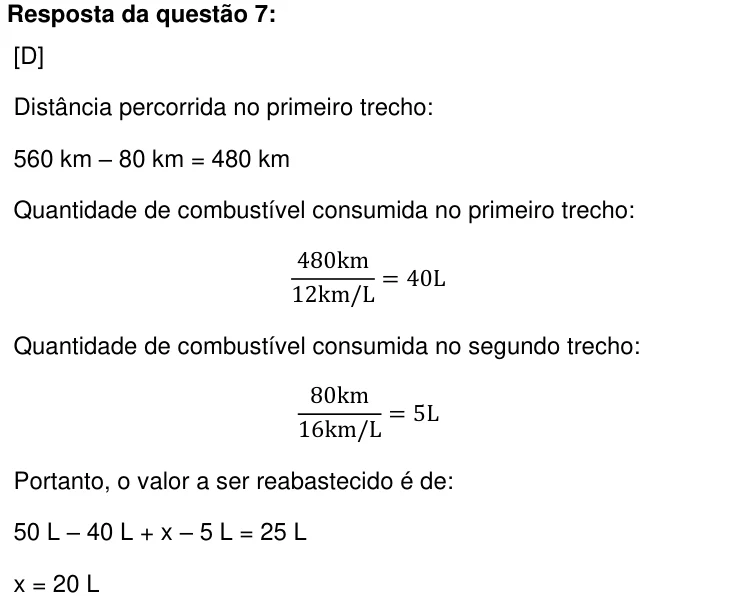 Resposta da questão 7:
[D]
Distância percorrida no primeiro trecho:
560 km – 80 km = 480 km
Quantidade de combustível consumida no primeiro trecho:
480km
12km/L
= 40L
Quantidade de combustível consumida no segundo trecho:
80km
16km/L
= 5L
Portanto, o valor a ser reabastecido é de:
50 L – 40 L + x – 5 L = 25 L
x = 20 L